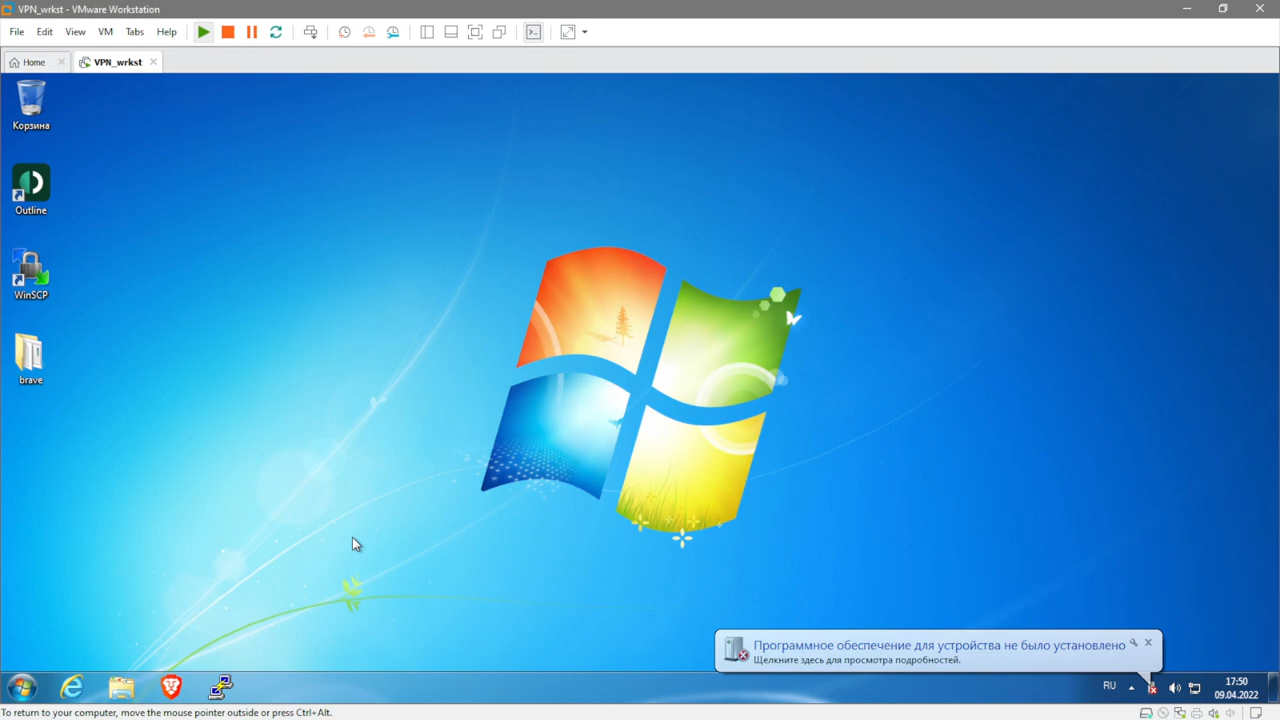 VPN_wrkst - VMware Workstation
File Edit View VM Tabs Help
Home VPN_wrkst
Корзина
Outline
WinSCP
brave
Программное обеспечение для устройства не было установлено
Щелкните здесь для просмотра подробностей.
RU
17:50
09.04.2022
To return to your computer, move the mouse pointer outside or press Ctrl+Alt.